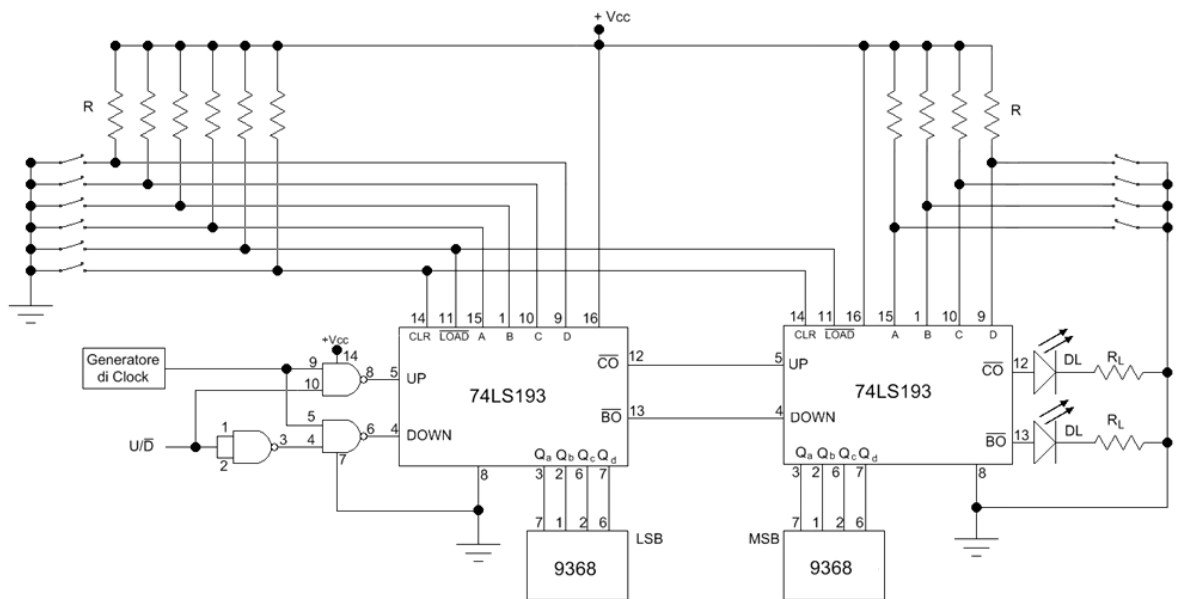 + Vcc
R
R
14 11 15 1 10 9 16
CLR LOAD A B C D
14 11 16 15 1 10 9
CLR LOAD A B C D
Generatore
di Clock
+Vcc
9
14
10
8
5
UP
74LS193
CO
12
5
UP
74LS193
CO
12
DL
RL
U/D
1
2
3
5
4
6
7
4
DOWN
BO
13
4
DOWN
BO
13
DL
RL
Qa Qb Qc Qd
3 2 6 7
8
Qa Qb Qc Qd
3 2 6 7
8
7 1 2 6
LSB
9368
MSB
7 1 2 6
9368